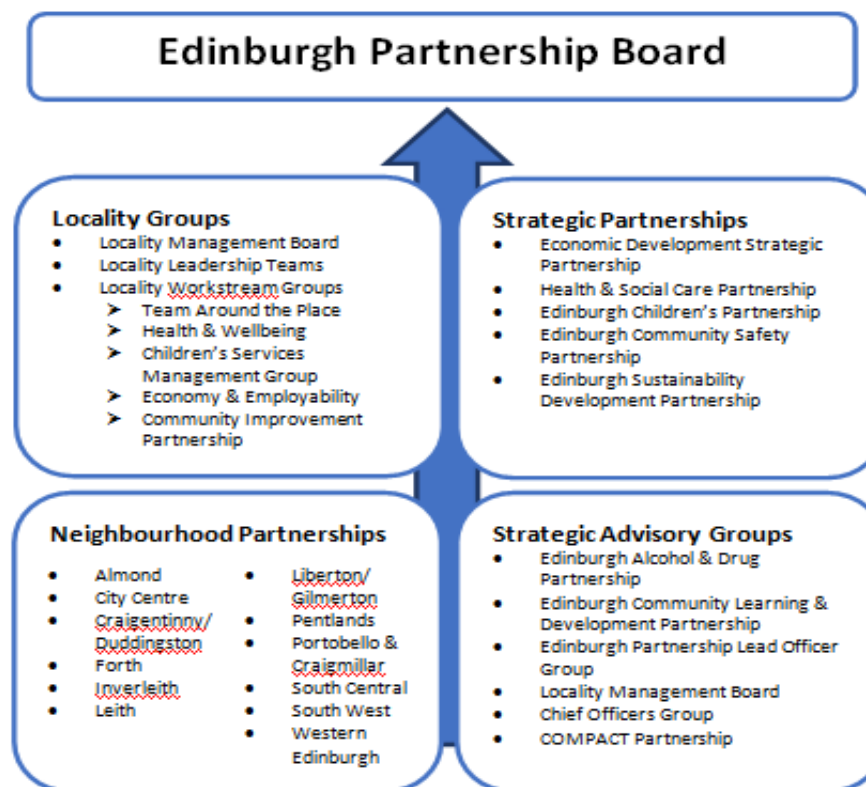 Edinburgh Partnership Board
Locality Groups
• Locality Management Board
• Locality Leadership Teams
• Locality Workstream Groups
➤ Team Around the Place
➤ Health & Wellbeing
➤ Children's Services
Management Group
➤ Economy & Employability
➤ Community Improvement
Partnership
Strategic Partnerships
• Economic Development Strategic
Partnership
• Health & Social Care Partnership
• Edinburgh Children's Partnership
• Edinburgh Community Safety
Partnership
• Edinburgh Sustainability
Development Partnership
Neighbourhood Partnerships
• Almond
• City Centre
• Craigentinny/
Duddingston
• Forth
• Inverleith
• Leith
• Liberton/
Gilmerton
• Pentlands
• Portobello &
Craigmillar
• South Central
• South West
• Western
Edinburgh
Strategic Advisory Groups
• Edinburgh Alcohol & Drug
Partnership
• Edinburgh Community Learning &
Development Partnership
• Edinburgh Partnership Lead Officer
Group
• Locality Management Board
• Chief Officers Group
• COMPACT Partnership